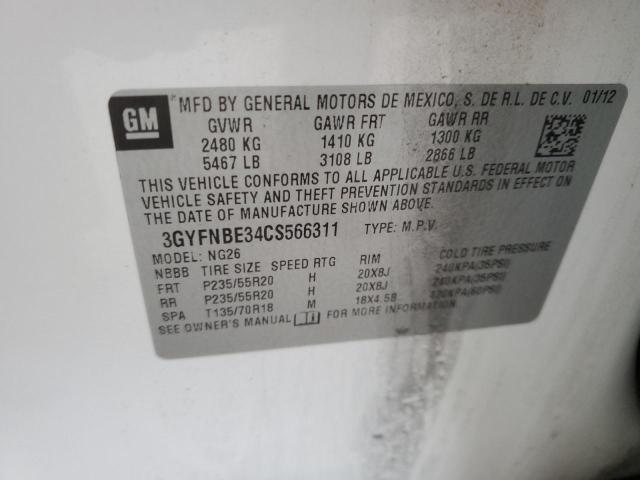 GM
MFD BY GENERAL MOTORS DE MEXICO, S. DE R.L. DE C.V. 01/12
GVWR GAWR FRT GAWR RR
2480 KG 1410 KG 1300 KG
5467 LB 3108 LB 2866 LB
THIS VEHICLE CONFORMS TO ALL APPLICABLE U.S. FEDERAL MOTOR
VEHICLE SAFETY AND THEFT PREVENTION STANDARDS IN EFFECT ON
THE DATE OF MANUFACTURE SHOWN ABOVE.
3GYFNBE34CS566311 TYPE: M.P.V.
MODEL: NG26
NBBB TIRE SIZE SPEED RTG RIM COLD TIRE PRESSURE
FRT P235/55R20 H 20X8J 240KPA(35PSI)
RR P235/55R20 H 20X8J 240KPA(35PSI)
SPA T135/70R18 M 18X4.5B 420KPA(60PSI)
SEE OWNER'S MANUAL FOR MORE INFORMATION